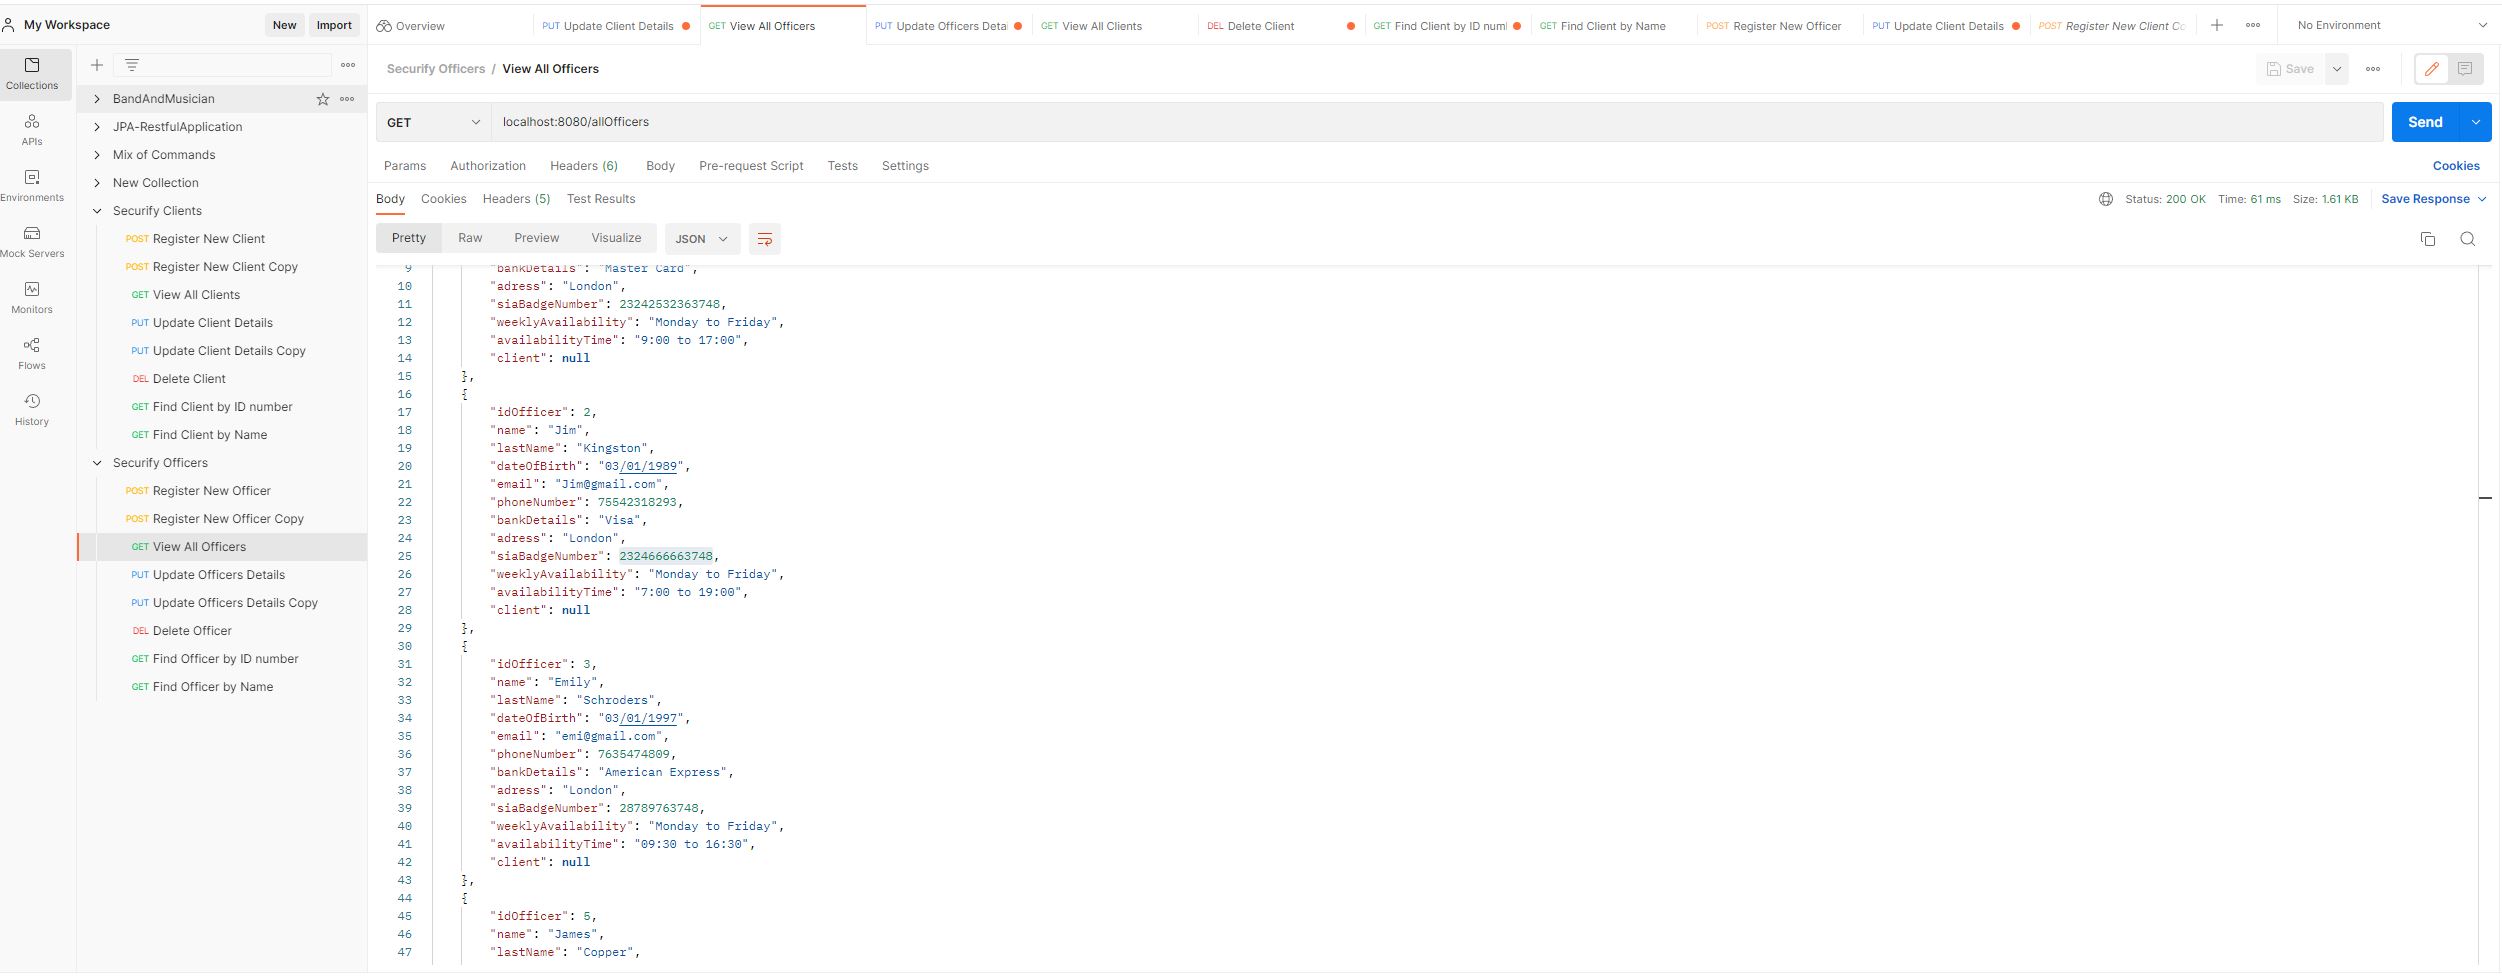 My Workspace
New
Import
Overview
PUT Update Client Details
GET View All Officers
PUT Update Officers Detai
GET View All Clients
DEL Delete Client
GET Find Client by ID numl
GET Find Client by Name
POST Register New Officer
PUT Update Client Details
POST Register New Client Co
No Environment
Collections
APIs
Environments
Mock Servers
Monitors
Flows
History
BandAndMusician
JPA-RestfulApplication
Mix of Commands
New Collection
Securify Clients
POST Register New Client
POST Register New Client Copy
GET View All Clients
PUT Update Client Details
PUT Update Client Details Copy
DEL Delete Client
GET Find Client by ID number
GET Find Client by Name
Securify Officers
POST Register New Officer
POST Register New Officer Copy
GET View All Officers
PUT Update Officers Details
PUT Update Officers Details Copy
DEL Delete Officer
GET Find Officer by ID number
GET Find Officer by Name
Securify Officers / View All Officers
Save
GET localhost:8080/allOfficers
Send
Params Authorization Headers (6) Body Pre-request Script Tests Settings
Cookies
Body Cookies Headers (5) Test Results
Status: 200 OK Time: 61 ms Size: 1.61 KB Save Response
Pretty Raw Preview Visualize JSON
9 "bankDetails": "Master Card",
10 "adress": "London",
11 "siaBadgeNumber": 23242532363748,
12 "weeklyAvailability": "Monday to Friday",
13 "availabilityTime": "9:00 to 17:00",
14 "client": null
15 },
16 {
17 "idOfficer": 2,
18 "name": "Jim",
19 "lastName": "Kingston",
20 "dateOfBirth": "03/01/1989",
21 "email": "Jim@gmail.com",
22 "phoneNumber": 75542318293,
23 "bankDetails": "Visa",
24 "adress": "London",
25 "siaBadgeNumber": 2324666663748,
26 "weeklyAvailability": "Monday to Friday",
27 "availabilityTime": "7:00 to 19:00",
28 "client": null
29 },
30 {
31 "idOfficer": 3,
32 "name": "Emily",
33 "lastName": "Schroders",
34 "dateOfBirth": "03/01/1997",
35 "email": "emi@gmail.com",
36 "phoneNumber": 7635474809,
37 "bankDetails": "American Express",
38 "adress": "London",
39 "siaBadgeNumber": 28789763748,
40 "weeklyAvailability": "Monday to Friday",
41 "availabilityTime": "09:30 to 16:30",
42 "client": null
43 },
44 {
45 "idOfficer": 5,
46 "name": "James",
47 "lastName": "Copper",